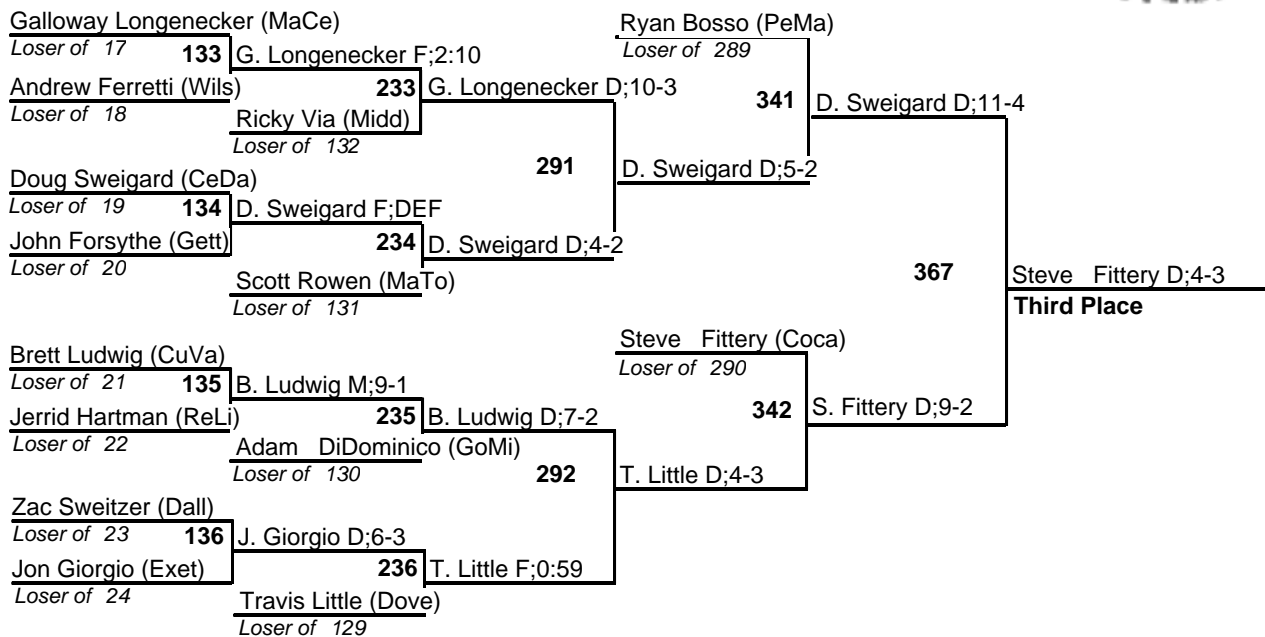 Galloway Longenecker (MaCe)
Loser of 17
133
G. Longenecker F;2:10
Andrew Ferretti (Wils)
Loser of 18
233
G. Longenecker D;10-3
Ricky Via (Midd)
Loser of 132
Doug Sweigard (CeDa)
Loser of 19
134
D. Sweigard F;DEF
John Forsythe (Gett)
Loser of 20
234
D. Sweigard D;4-2
Scott Rowen (MaTo)
Loser of 131
291
D. Sweigard D;5-2
Ryan Bosso (PeMa)
Loser of 289
341
D. Sweigard D;11-4
Brett Ludwig (CuVa)
Loser of 21
135
B. Ludwig M;9-1
Jerrid Hartman (ReLi)
Loser of 22
235
B. Ludwig D;7-2
Adam DiDominico (GoMi)
Loser of 130
Zac Sweitzer (Dall)
Loser of 23
136
J. Giorgio D;6-3
Jon Giorgio (Exet)
Loser of 24
236
T. Little F;0:59
Travis Little (Dove)
Loser of 129
292
T. Little D;4-3
Steve Fittery (Coca)
Loser of 290
342
S. Fittery D;9-2
367
Steve Fittery D;4-3
Third Place